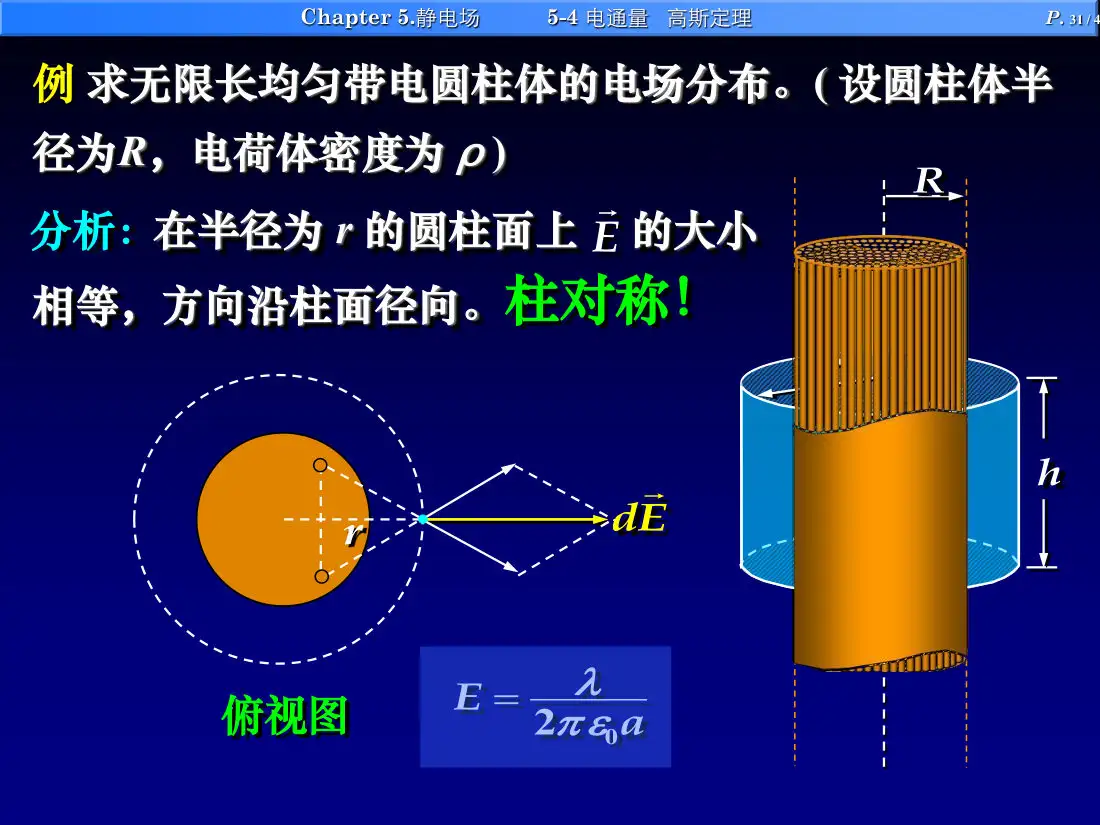 Chapter 5.静电场 5-4 电通量 高斯定理 P. 31 / 4
例 求无限长均匀带电圆柱体的电场分布。( 设圆柱体半
径为R，电荷体密度为 ρ )
分析：在半径为 r 的圆柱面上 E⃗ 的大小
相等，方向沿柱面径向。柱对称！
R
h
r
dE⃗
俯视图
E = λ / 2πε₀a